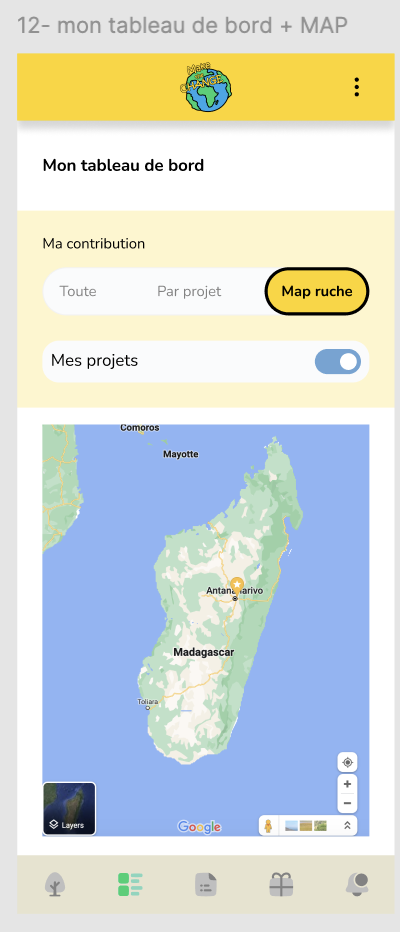 12- mon tableau de bord + MAP
Make
CHANGE
Mon tableau de bord
Ma contribution
Toute
Par projet
Map ruche
Mes projets
Comoros
Mayotte
Antananarivo
Madagascar
Toliara
Layers
Google